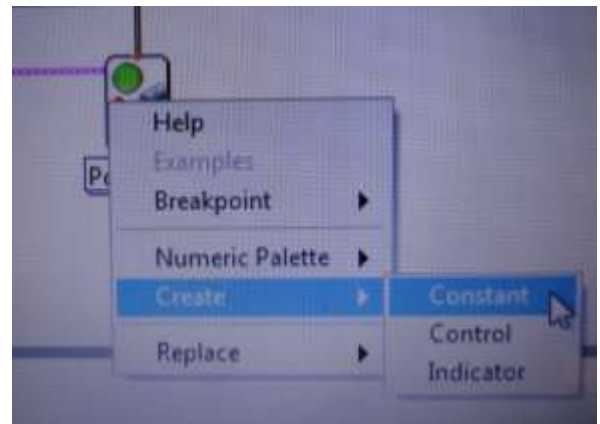 Help
Examples
Breakpoint
Numeric Palette
Create
Replace
Constant
Control
Indicator